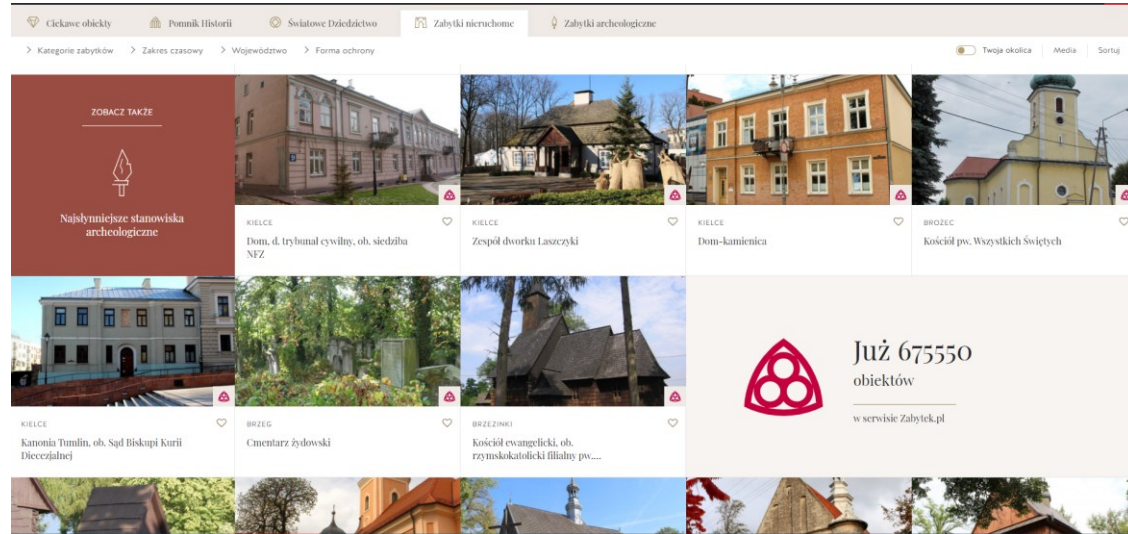 Ciekawe obiekty
Pomnik Historii
Światowe Dziedzictwo
Zabytki nieruchome
Zabytki archeologiczne
> Kategorie zabytków
> Zakres czasowy
> Województwo
> Forma ochrony
Twoja okolica
Media
Sortuj
ZOBACZ TAKŻE
Najsłynniejsze stanowiska
archeologiczne
KIELCE
Dom, d. trybunał cywilny, ob. siedziba
NFZ
KIELCE
Zespół dworku Laszczyki
KIELCE
Dom-kamienica
BROŻEC
Kościół pw. Wszystkich Świętych
KIELCE
Kanonia Tumlin, ob. Sąd Biskupi Kurii
Diecezjalnej
BRZEG
Cmentarz żydowski
BRZEZINKI
Kościół ewangelicki, ob.
rzymskokatolicki filialny pw....
Już 675550
obiektów
w serwisie Zabytek.pl